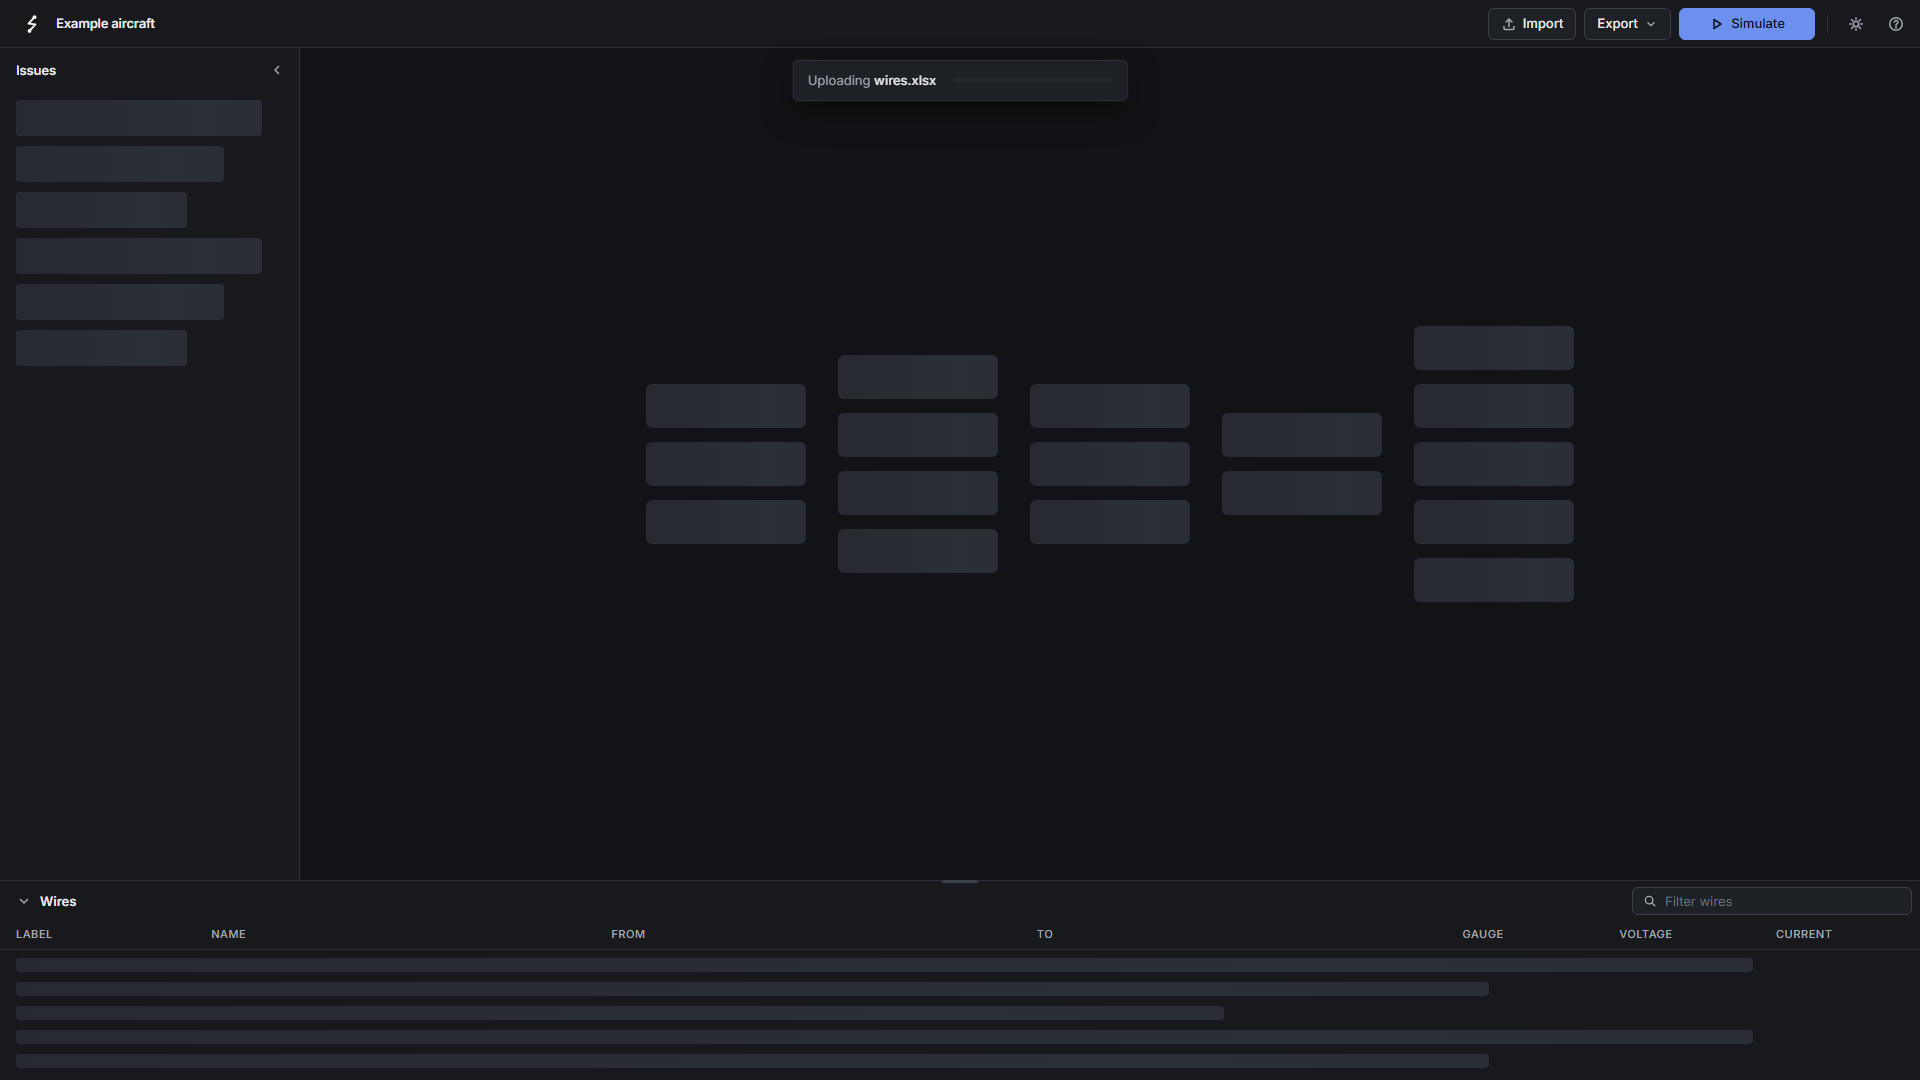 Example aircraft
Import
Export
Simulate
Issues
Uploading wires.xlsx
Wires
Filter wires
LABEL NAME FROM TO GAUGE VOLTAGE CURRENT